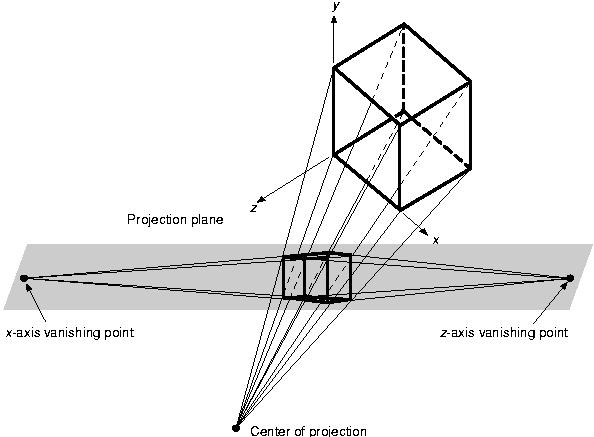 y
z
Projection plane
x
x-axis vanishing point
z-axis vanishing point
Center of projection